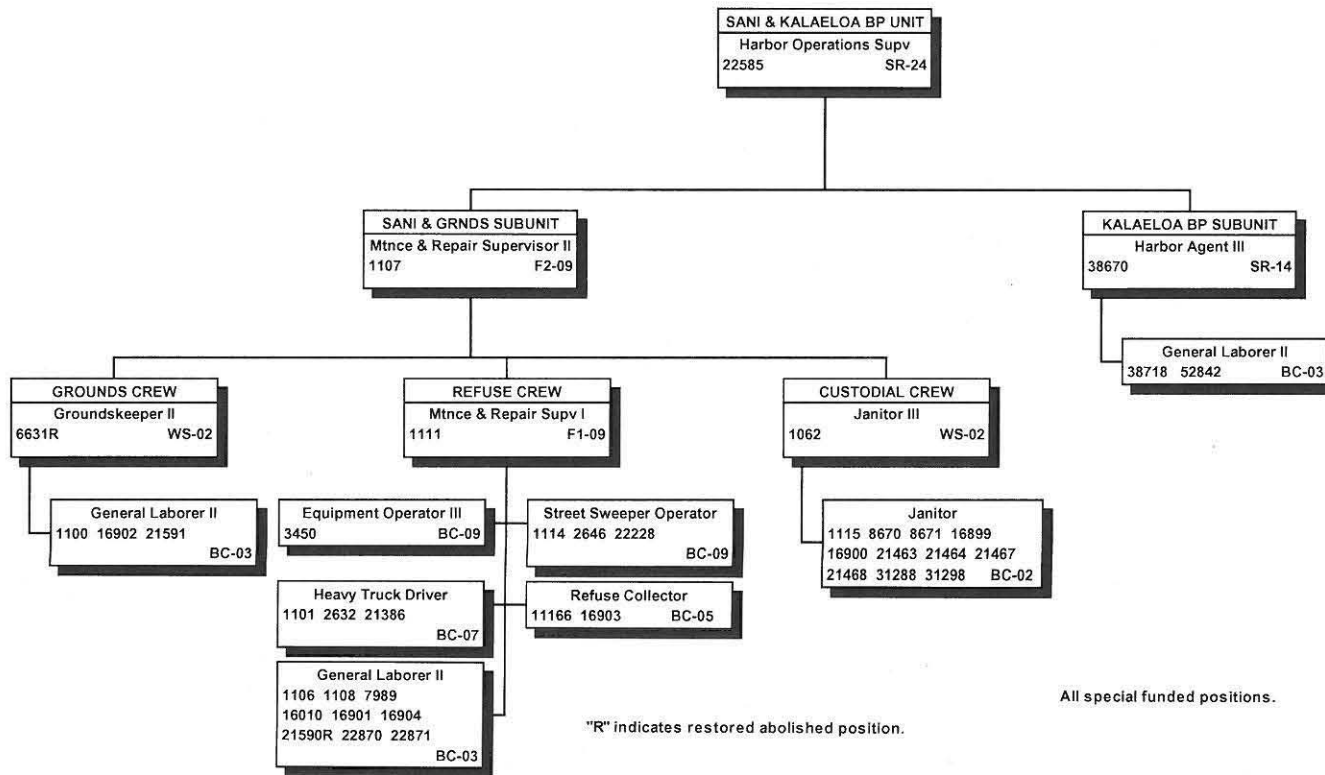 SANI & KALAELOA BP UNIT
Harbor Operations Supv
22585 SR-24
SANI & GRNDS SUBUNIT
Mtnce & Repair Supervisor II
1107 F2-09
KALAELOA BP SUBUNIT
Harbor Agent III
38670 SR-14
General Laborer II
38718 52842 BC-03
GROUNDS CREW
Groundskeeper II
6631R WS-02
General Laborer II
1100 16902 21591
BC-03
REFUSE CREW
Mtnce & Repair Supv I
1111 F1-09
Equipment Operator III
3450 BC-09
Street Sweeper Operator
1114 2646 22228
BC-09
Heavy Truck Driver
1101 2632 21386
BC-07
Refuse Collector
11166 16903 BC-05
General Laborer II
1106 1108 7989
16010 16901 16904
21590R 22870 22871
BC-03
CUSTODIAL CREW
Janitor III
1062 WS-02
Janitor
1115 8670 8671 16899
16900 21463 21464 21467
21468 31288 31298 BC-02
All special funded positions.
"R" indicates restored abolished position.